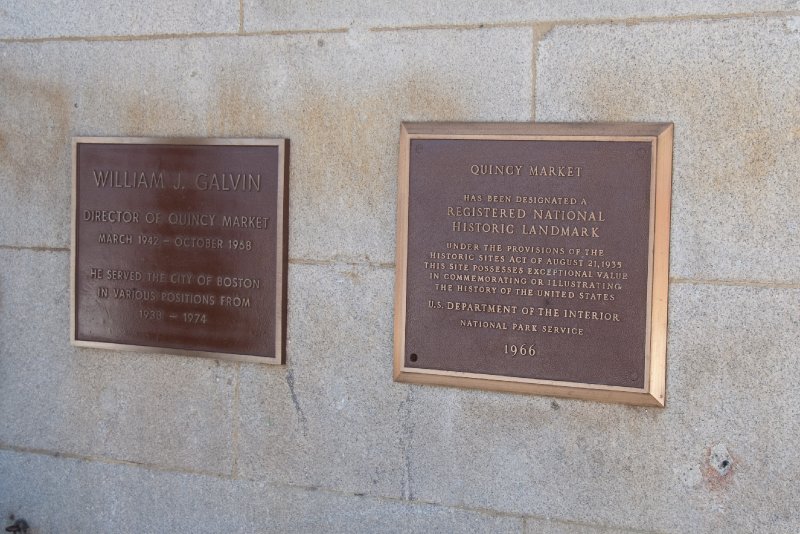 WILLIAM J. GALVIN
DIRECTOR OF QUINCY MARKET
MARCH 1942 – OCTOBER 1968
HE SERVED THE CITY OF BOSTON
IN VARIOUS POSITIONS FROM
1938 – 1974
QUINCY MARKET
HAS BEEN DESIGNATED A
REGISTERED NATIONAL
HISTORIC LANDMARK
UNDER THE PROVISIONS OF THE
HISTORIC SITES ACT OF AUGUST 21, 1935
THIS SITE POSSESSES EXCEPTIONAL VALUE
IN COMMEMORATING OR ILLUSTRATING
THE HISTORY OF THE UNITED STATES
U.S. DEPARTMENT OF THE INTERIOR
NATIONAL PARK SERVICE
1966